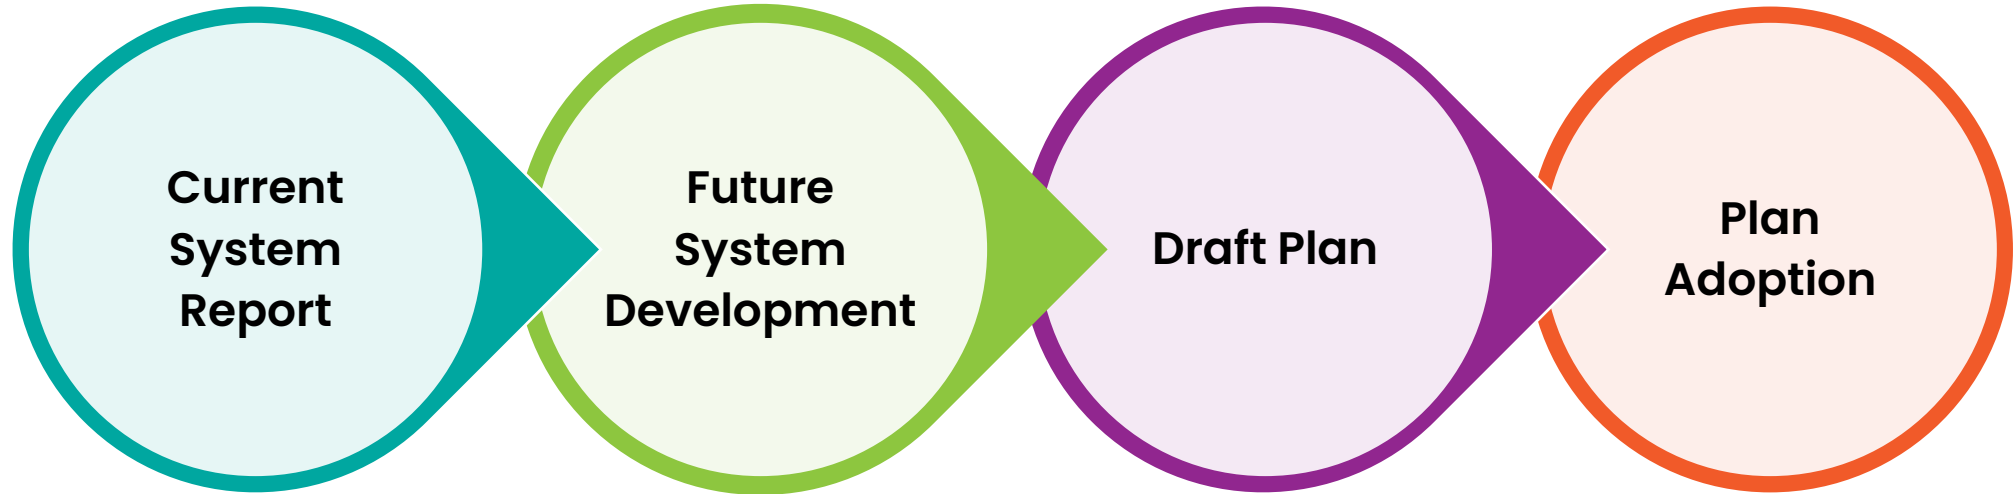 Current
System
Report
Future
System
Development
Draft Plan
Plan
Adoption